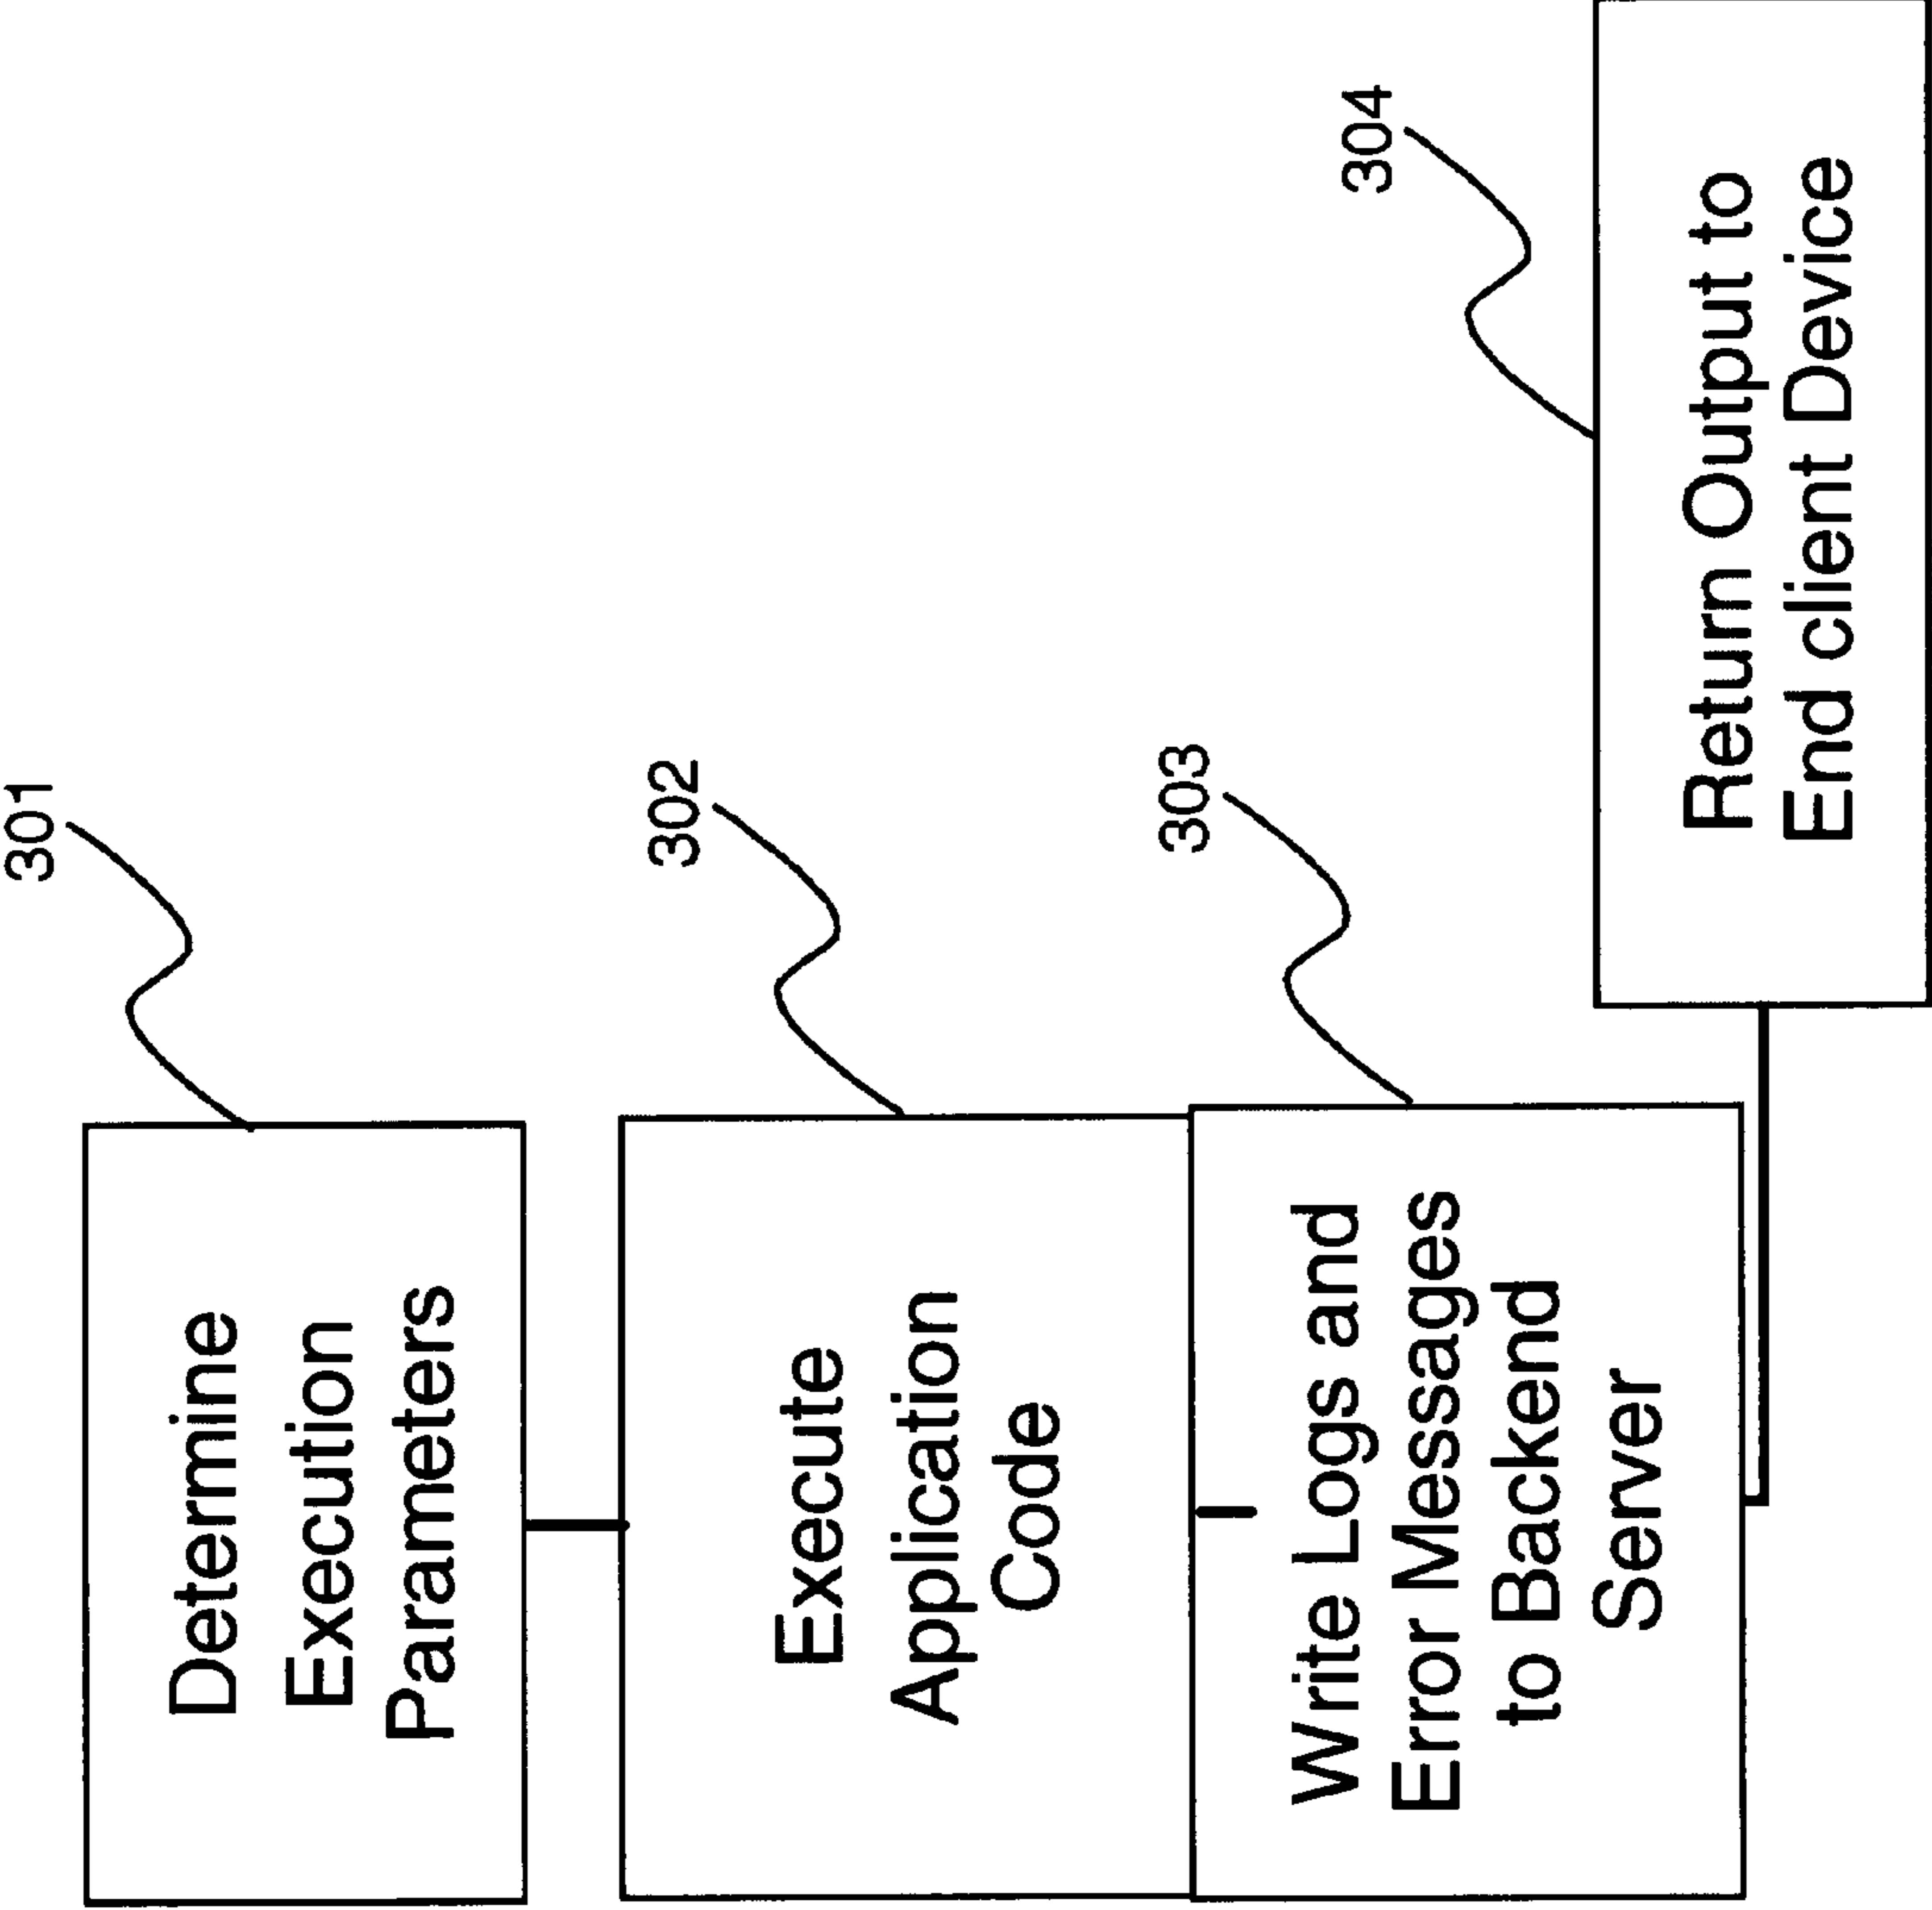 301
Determine
Execution
Parameters
302
Execute
Application
Code
303
Write Logs and
Error Messages
to Backend
Server
304
Return Output to
End client Device